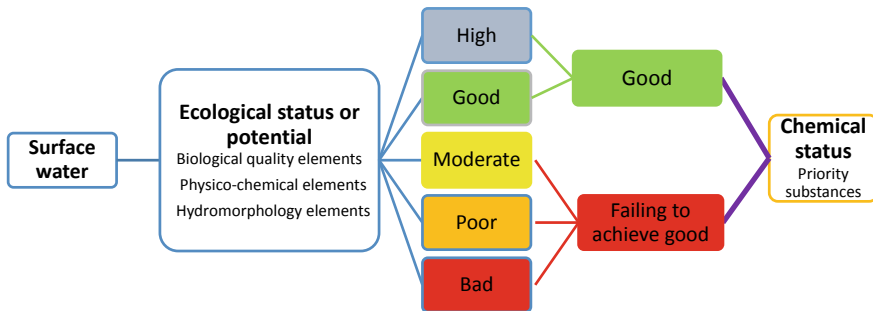 Surface
water
Ecological status or
potential
Biological quality elements
Physico-chemical elements
Hydromorphology elements
High
Good
Moderate
Poor
Bad
Good
Failing to
achieve good
Chemical
status
Priority
substances